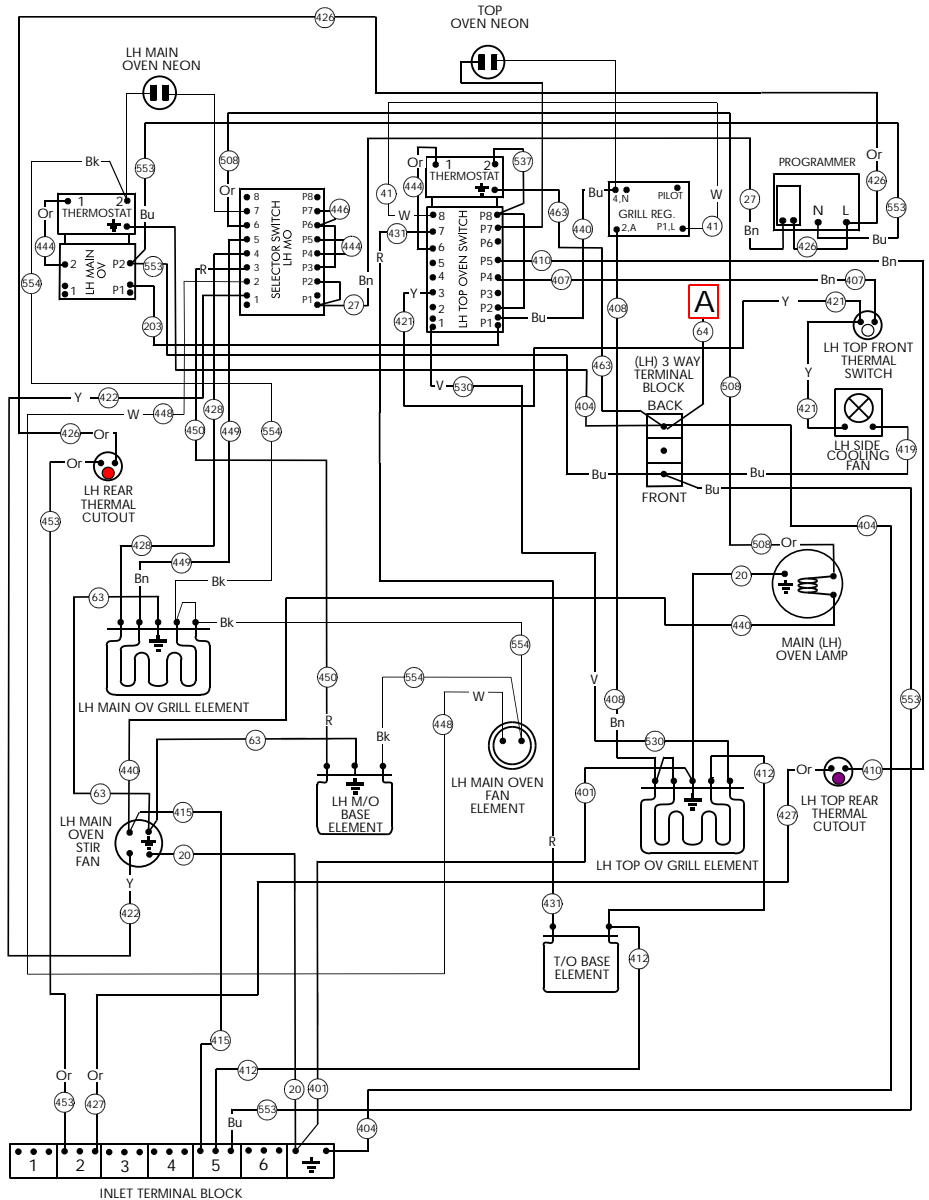 426
TOP
OVEN NEON
LH MAIN
OVEN NEON
Bk
553
508
Or
Or
444
1 2
THERMOSTAT
537
41
W
431
R
463
440
Bu
4,N
PILOT
GRILL REG.
2,A
P1,L
W
41
PROGRAMMER
N L
Or
426
27
Bn
426
Bu
553
Bn
1 2
THERMOSTAT
Or
444
Bu
2
1
LH MAIN
OV
P2
P1
553
554
203
8
7
6
5
4
3
2
1
SELECTOR SWITCH
LH MO
P8
P7
P6
P5
P4
P3
P2
P1
446
444
Bn
27
R
8
7
6
5
4
3
2
1
LH TOP OVEN SWITCH
P8
P7
P6
P5
P4
P3
P2
P1
410
407
Bn
407
Bu
Y
421
408
A
64
Y
421
LH TOP FRONT
THERMAL
SWITCH
Y
421
LH SIDE
COOLING
FAN
419
463
(LH) 3 WAY
TERMINAL
BLOCK
BACK
FRONT
508
404
V
530
Y
422
W
448
428
450
449
554
426
Or
Or
LH REAR
THERMAL
CUTOUT
453
Bu
Bu
Bu
404
428
449
Bn
Bk
63
Bk
554
508
Or
20
440
MAIN (LH)
OVEN LAMP
LH MAIN OV GRILL ELEMENT
450
R
554
Bk
W
448
LH MAIN OVEN
FAN
ELEMENT
V
408
Bn
530
553
63
440
63
415
LH MAIN
OVEN
STIR
FAN
20
Y
422
LH M/O
BASE
ELEMENT
401
412
LH TOP OV GRILL ELEMENT
Or
410
427
LH TOP REAR
THERMAL
CUTOUT
R
431
T/O BASE
ELEMENT
412
415
412
Or
453
Or
427
20
401
Bu
553
404
1
2
3
4
5
6
INLET TERMINAL BLOCK